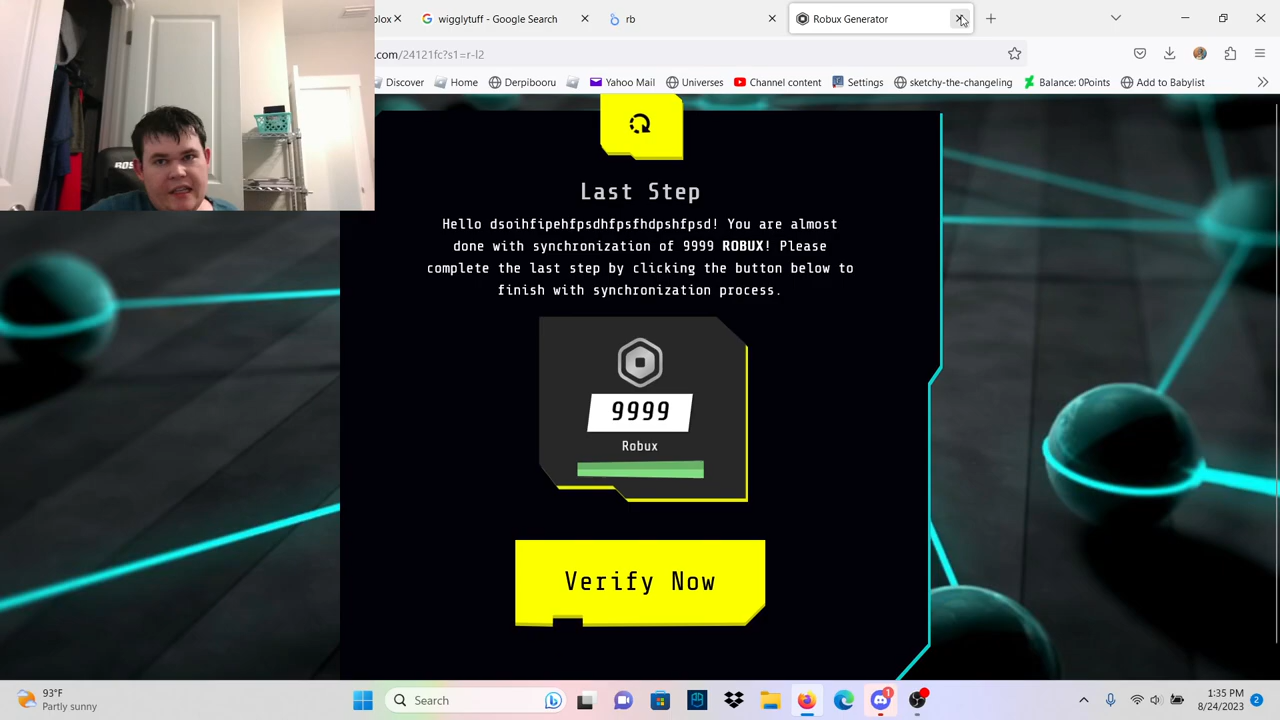 olox
wigglytuff - Google Search
rb
Robux Generator
.com/24121fc?s1=r-l2
Discover
Home
Derpibooru
Yahoo Mail
Universes
Channel content
Settings
sketchy-the-changeling
Balance: 0Points
Add to Babylist
Last Step
Hello dsoihfipehfpsdhfpsfhdpshfpsd! You are almost
done with synchronization of 9999 ROBUX! Please
complete the last step by clicking the button below to
finish with synchronization process.
9999
Robux
Verify Now
93°F
Partly sunny
Search
1
1:35 PM
8/24/2023
2